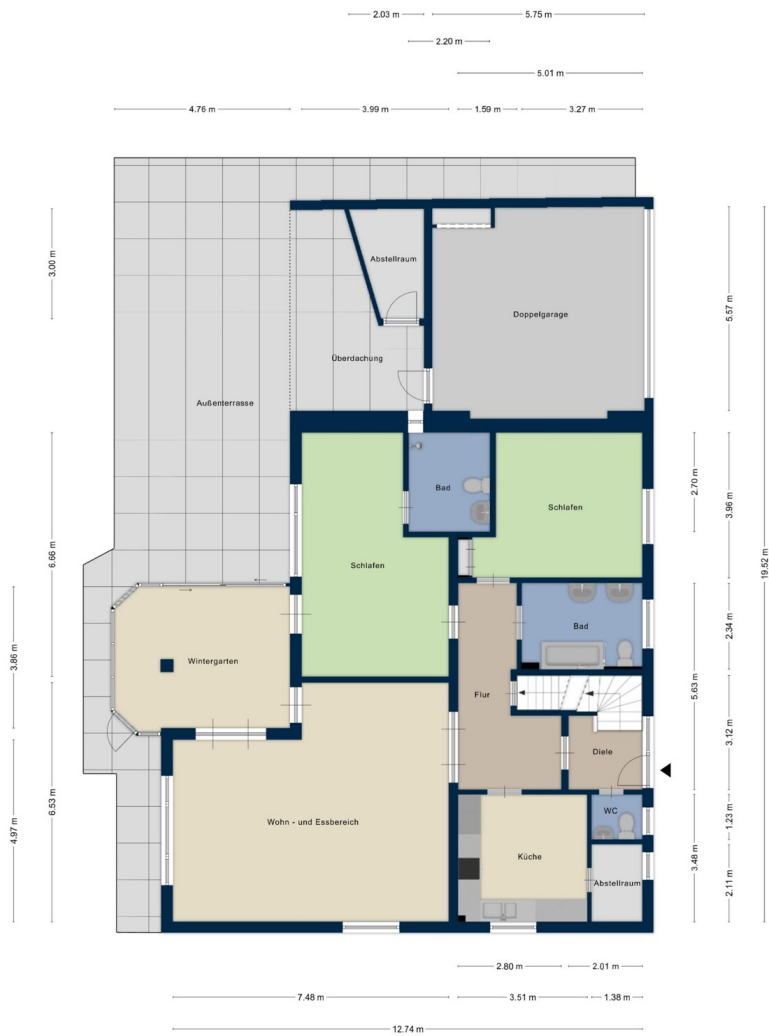 2.03 m
5.75 m
2.20 m
5.01 m
4.76 m
3.99 m
1.59 m
3.27 m
3.00 m
6.66 m
3.86 m
6.53 m
4.97 m
Abstellraum
Doppelgarage
Überdachung
Außenterrasse
Bad
Schlafen
Schlafen
Bad
Wintergarten
Flur
Diele
Wohn - und Essbereich
WC
Küche
Abstellraum
5.57 m
2.70 m
3.96 m
19.52 m
2.34 m
5.63 m
3.12 m
1.23 m
3.48 m
2.11 m
2.80 m
2.01 m
7.48 m
3.51 m
1.38 m
12.74 m